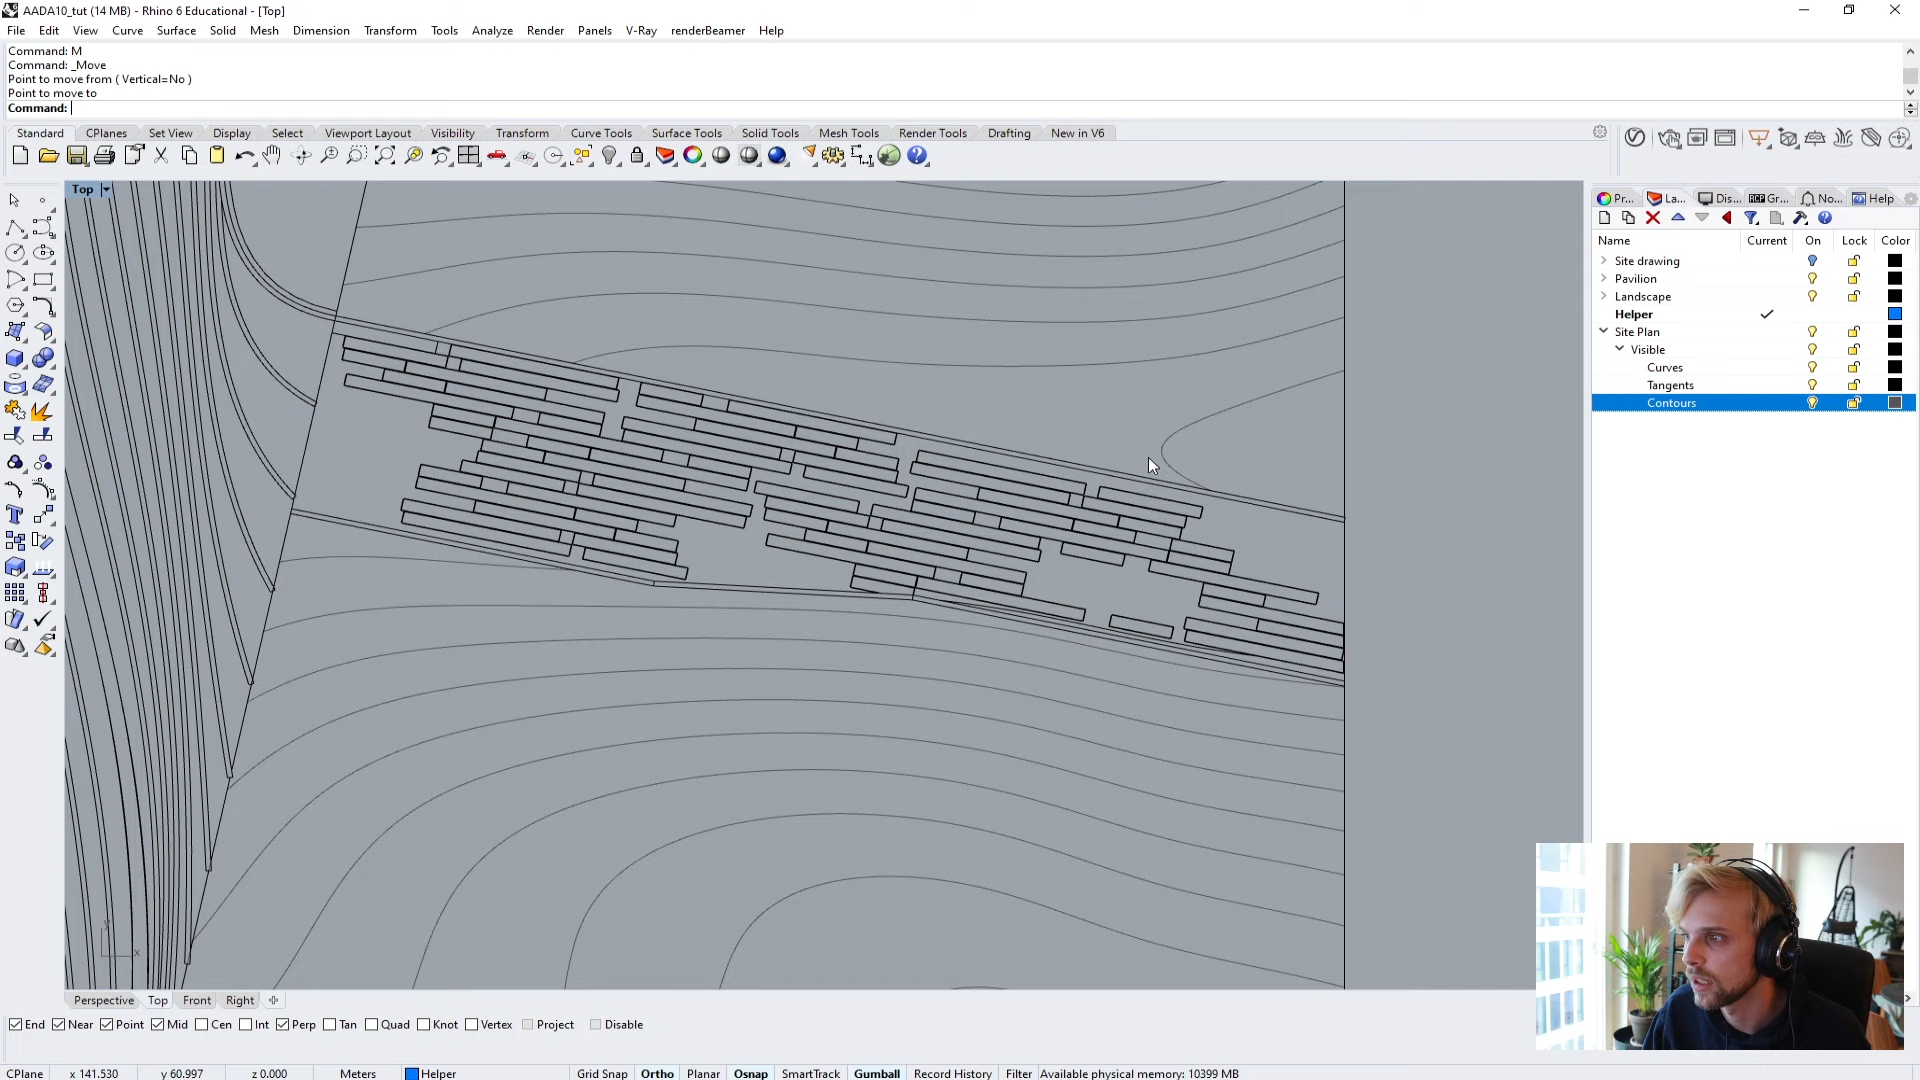 AADA10_tut (14 MB) - Rhino 6 Educational - [Top]
File Edit View Curve Surface Solid Mesh Dimension Transform Tools Analyze Render Panels V-Ray renderBeamer Help
Command: M
Command: _Move
Point to move from ( Vertical=No )
Point to move to
Command:
Standard CPlanes Set View Display Select Viewport Layout Visibility Transform Curve Tools Surface Tools Solid Tools Mesh Tools Render Tools Drafting New in V6
Top
Pr... La... Dis... Gr... No... Help
Name Current On Lock Color
Site drawing
Pavilion
Landscape
Helper
Site Plan
Visible
Curves
Tangents
Contours
y
x
Perspective Top Front Right
End Near Point Mid Cen Int Perp Tan Quad Knot Vertex Project Disable
CPlane x 141.530 y 60.997 z 0.000 Meters Helper Grid Snap Ortho Planar Osnap SmartTrack Gumball Record History Filter Available physical memory: 10399 MB